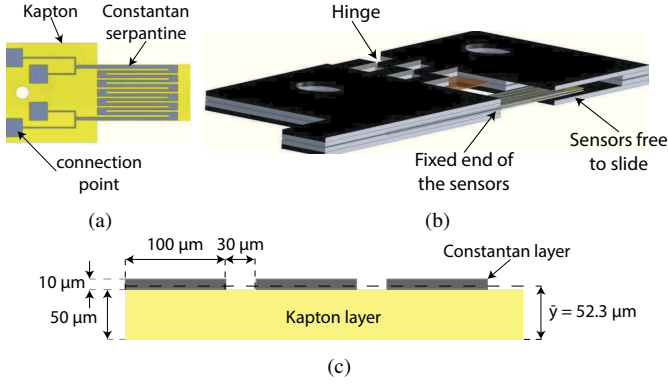 Kapton
Constantan
serpantine
connection
point
(a)
Hinge
Fixed end of
the sensors
Sensors free
to slide
(b)
100 µm
30 µm
10 µm
50 µm
Constantan layer
Kapton layer
ȳ = 52.3 µm
(c)